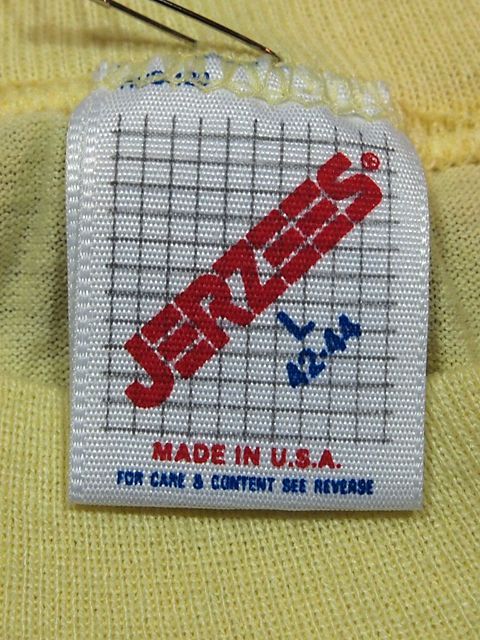 JERZEES®
L
42-44
MADE IN U.S.A.
FOR CARE & CONTENT SEE REVERSE